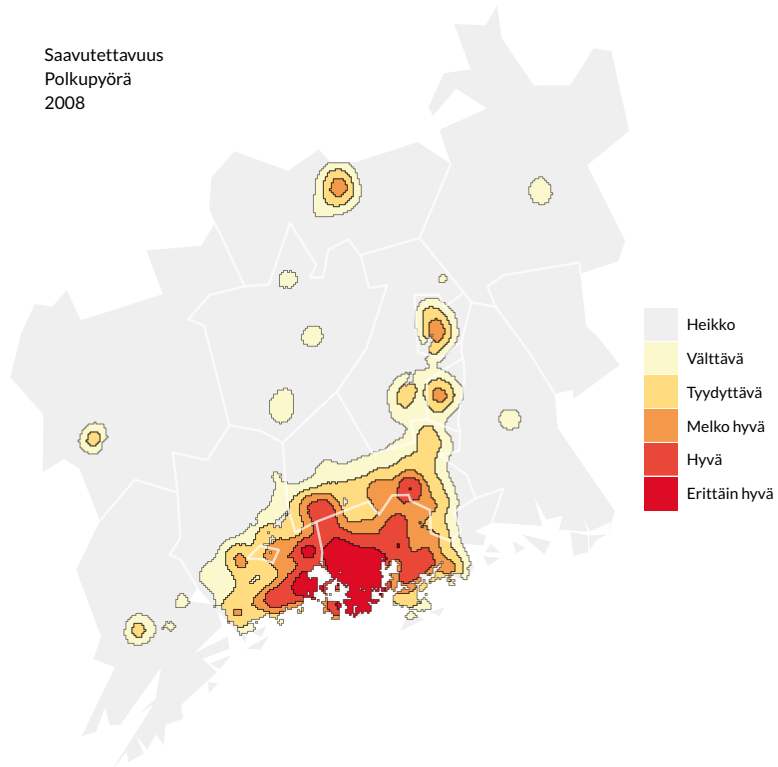 Saavutettavuus
Polkupyörä
2008
Heikko
Välttävä
Tyydyttävä
Melko hyvä
Hyvä
Erittäin hyvä